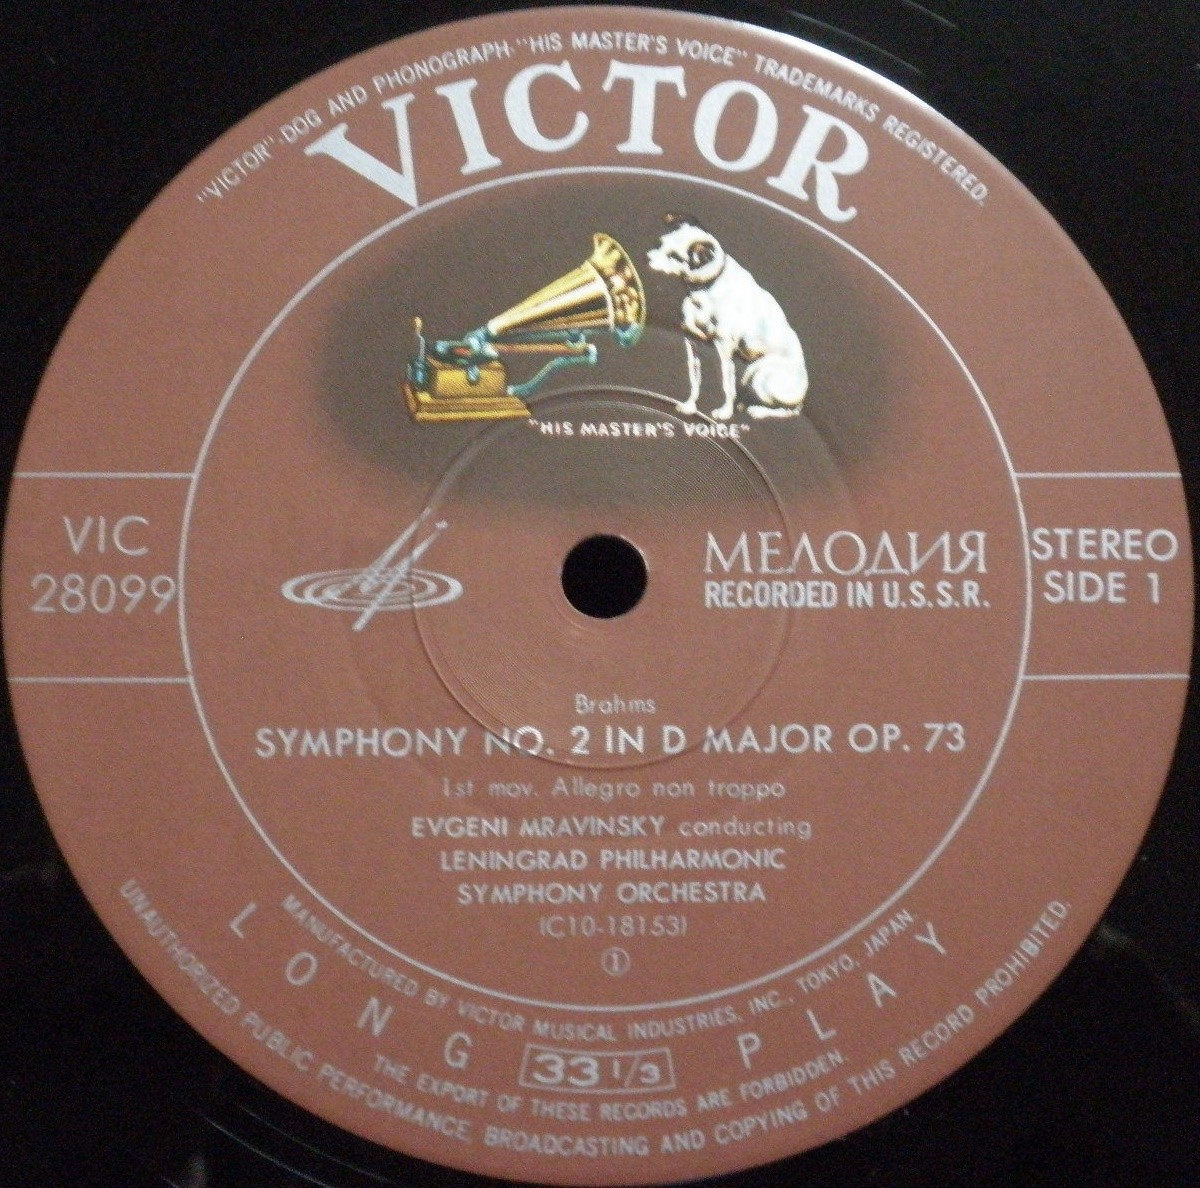 "VICTOR"-DOG AND PHONOGRAPH-"HIS MASTER'S VOICE" TRADEMARKS REGISTERED.
VICTOR
"HIS MASTER'S VOICE"
VIC
28099
МЕЛОДИЯ
RECORDED IN U.S.S.R.
STEREO
SIDE 1
Brahms
SYMPHONY NO. 2 IN D MAJOR OP. 73
1st mov. Allegro non troppo
EVGENI MRAVINSKY conducting
LENINGRAD PHILHARMONIC
SYMPHONY ORCHESTRA
(C10-18153)
①
MANUFACTURED BY VICTOR MUSICAL INDUSTRIES, INC., TOKYO, JAPAN.
LONG 33 1/3 PLAY
THE EXPORT OF THESE RECORDS ARE FORBIDDEN.
UNAUTHORIZED PUBLIC PERFORMANCE, BROADCASTING AND COPYING OF THIS RECORD PROHIBITED.